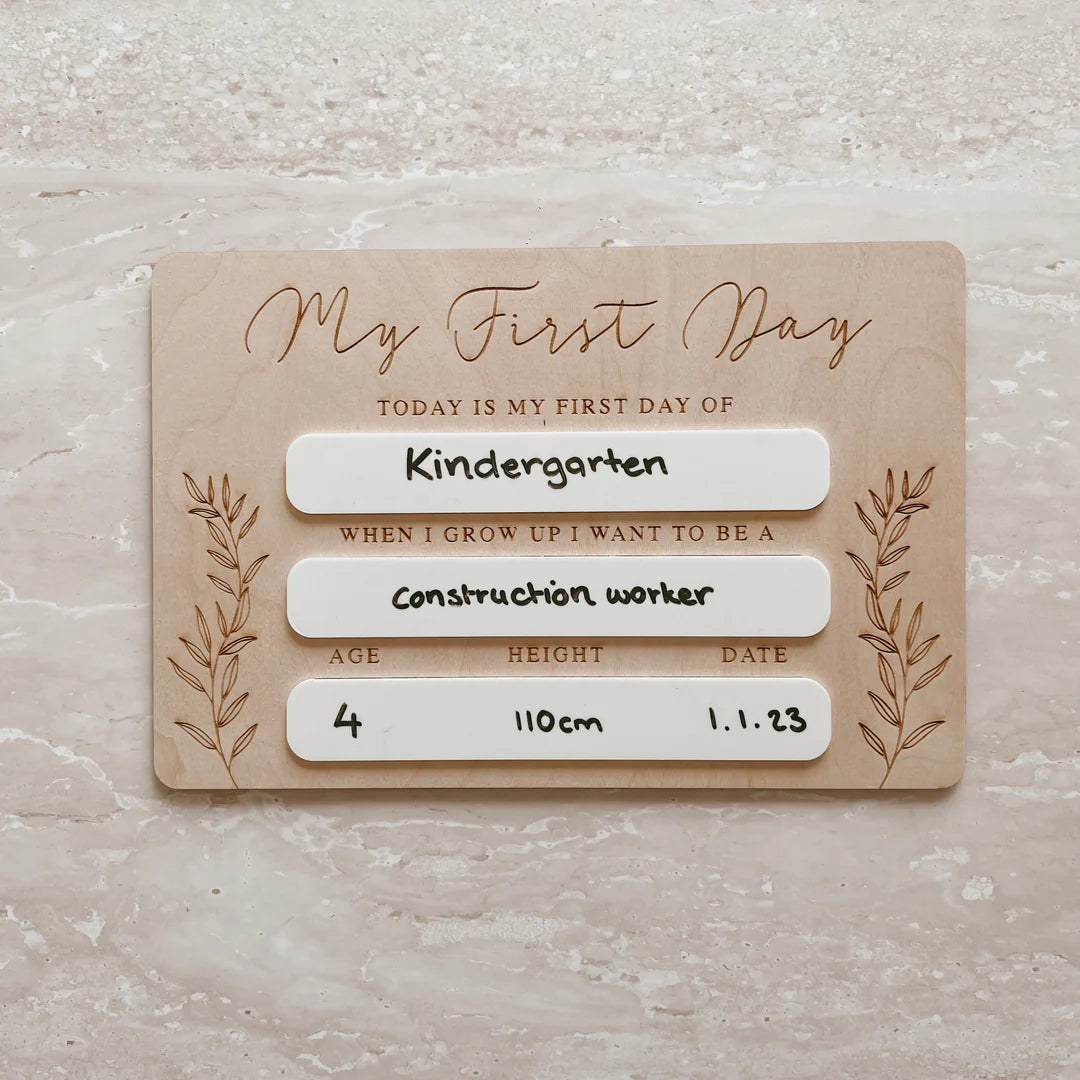 My First Day
TODAY IS MY FIRST DAY OF
Kindergarten
WHEN I GROW UP I WANT TO BE A
construction worker
AGE HEIGHT DATE
4 110cm 1.1.23